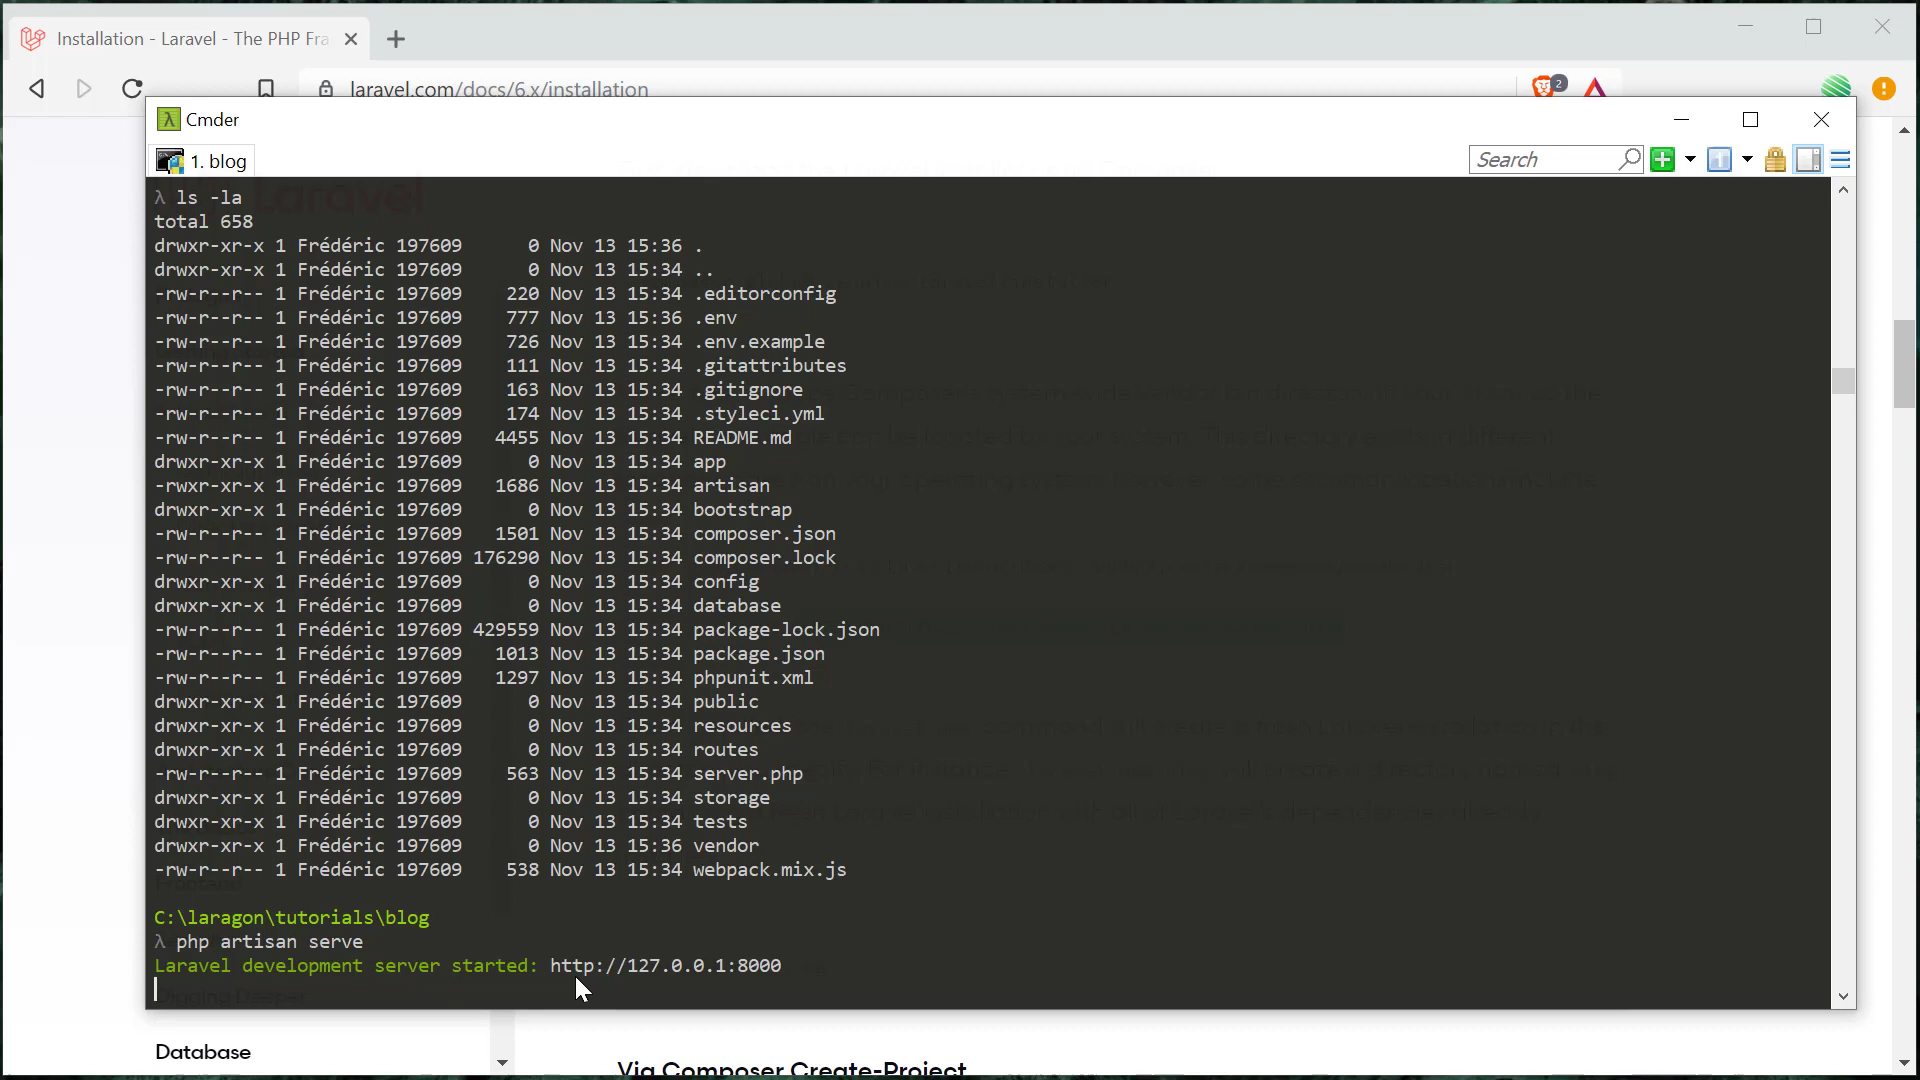 Installation - Laravel - The PHP Fra
laravel.com/docs/6.x/installation
2
Cmder
1. blog
Search
λ ls -la
total 658
drwxr-xr-x 1 Frédéric 197609      0 Nov 13 15:36 .
drwxr-xr-x 1 Frédéric 197609      0 Nov 13 15:34 ..
-rw-r--r-- 1 Frédéric 197609    220 Nov 13 15:34 .editorconfig
-rw-r--r-- 1 Frédéric 197609    777 Nov 13 15:36 .env
-rw-r--r-- 1 Frédéric 197609    726 Nov 13 15:34 .env.example
-rw-r--r-- 1 Frédéric 197609    111 Nov 13 15:34 .gitattributes
-rw-r--r-- 1 Frédéric 197609    163 Nov 13 15:34 .gitignore
-rw-r--r-- 1 Frédéric 197609    174 Nov 13 15:34 .styleci.yml
-rw-r--r-- 1 Frédéric 197609   4455 Nov 13 15:34 README.md
drwxr-xr-x 1 Frédéric 197609      0 Nov 13 15:34 app
-rwxr-xr-x 1 Frédéric 197609   1686 Nov 13 15:34 artisan
drwxr-xr-x 1 Frédéric 197609      0 Nov 13 15:34 bootstrap
-rw-r--r-- 1 Frédéric 197609   1501 Nov 13 15:34 composer.json
-rw-r--r-- 1 Frédéric 197609 176290 Nov 13 15:34 composer.lock
drwxr-xr-x 1 Frédéric 197609      0 Nov 13 15:34 config
drwxr-xr-x 1 Frédéric 197609      0 Nov 13 15:34 database
-rw-r--r-- 1 Frédéric 197609 429559 Nov 13 15:34 package-lock.json
-rw-r--r-- 1 Frédéric 197609   1013 Nov 13 15:34 package.json
-rw-r--r-- 1 Frédéric 197609   1297 Nov 13 15:34 phpunit.xml
drwxr-xr-x 1 Frédéric 197609      0 Nov 13 15:34 public
drwxr-xr-x 1 Frédéric 197609      0 Nov 13 15:34 resources
drwxr-xr-x 1 Frédéric 197609      0 Nov 13 15:34 routes
-rw-r--r-- 1 Frédéric 197609    563 Nov 13 15:34 server.php
drwxr-xr-x 1 Frédéric 197609      0 Nov 13 15:34 storage
drwxr-xr-x 1 Frédéric 197609      0 Nov 13 15:34 tests
drwxr-xr-x 1 Frédéric 197609      0 Nov 13 15:36 vendor
-rw-r--r-- 1 Frédéric 197609    538 Nov 13 15:34 webpack.mix.js
C:\laragon\tutorials\blog
λ php artisan serve
Laravel development server started: http://127.0.0.1:8000
Digging Deeper
Database
Via Composer Create-Project